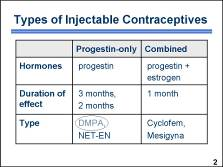 Types of Injectable Contraceptives
Progestin-only Combined
Hormones progestin progestin +
estrogen
Duration of 3 months, 1 month
effect 2 months
Type DMPA, Cyclofem,
NET-EN Mesigyna
2